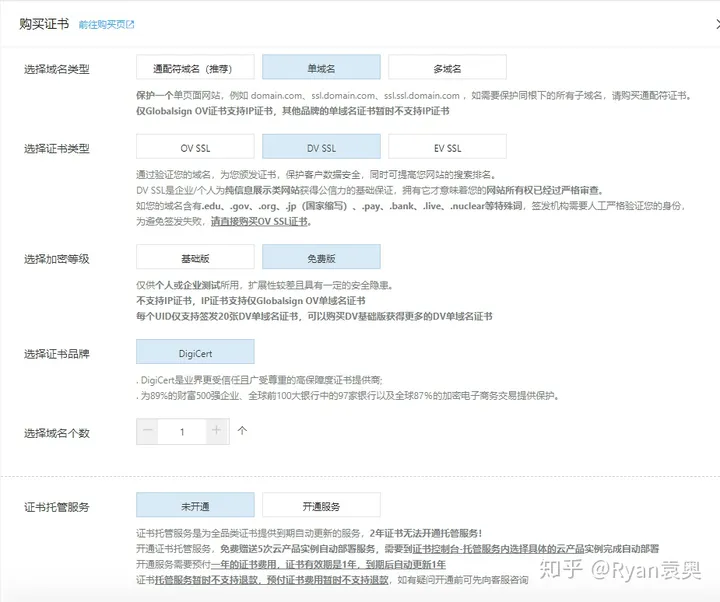 购买证书 前往购买页
选择域名类型 通配符域名（推荐） 单域名 多域名
保护一个单页面网站，例如 domain.com、ssl.domain.com、ssl.ssl.domain.com ，如需要保护同根下的所有子域名，请购买通配符证书。
仅Globalsign OV证书支持IP证书，其他品牌的单域名证书暂时不支持IP证书
选择证书类型 OV SSL DV SSL EV SSL
通过验证您的域名，为您颁发证书，保护客户数据安全，同时可提高您网站的搜索排名。
DV SSL是企业/个人为纯信息展示类网站获得公信力的基础保证，拥有它才意味着您的网站所有权已经过严格审查。
如您的域名含有.edu、.gov、.org、.jp（国家缩写）、.pay、.bank、.live、.nuclear等特殊词，签发机构需要人工严格验证您的身份，
为避免签发失败，请直接购买OV SSL证书。
选择加密等级 基础版 免费版
仅供个人或企业测试所用，扩展性较差且具有一定的安全隐患。
不支持IP证书，IP证书支持仅Globalsign OV单域名证书
每个UID仅支持签发20张DV单域名证书，可以购买DV基础版获得更多的DV单域名证书
选择证书品牌 DigiCert
. DigiCert是业界更受信任且广受尊重的高保障度证书提供商;
. 为89%的财富500强企业、全球前100大银行中的97家银行以及全球87%的加密电子商务交易提供保护。
选择域名个数 － 1 + 个
证书托管服务 未开通 开通服务
证书托管服务是为全品类证书提供到期自动更新的服务，2年证书无法开通托管服务!
开通证书托管服务，免费赠送5次云产品实例自动部署服务，需要到证书控制台-托管服务内选择具体的云产品实例完成自动部署
开通服务需要预付一年的证书费用，证书有效期是1年，到期后自动更新1年
证书托管服务暂时不支持退款，预付证书费用暂时不支持退款，如有疑问开通前可先向客服咨询
知乎 @Ryan袁奥